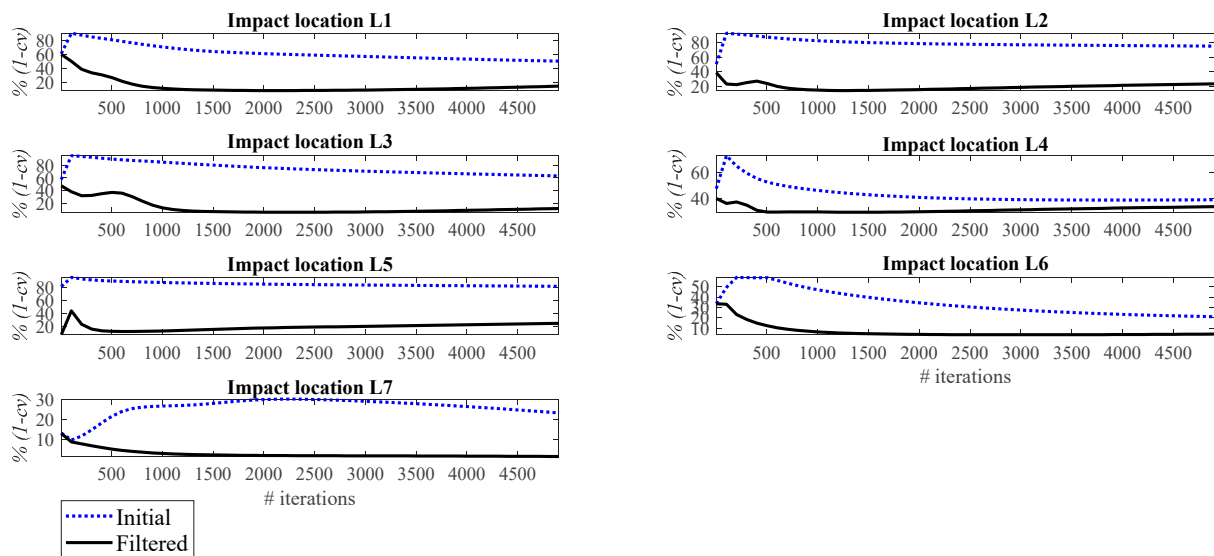 Impact location L1
% (1-cv)
80
60
40
20
500 1000 1500 2000 2500 3000 3500 4000 4500
Impact location L2
% (1-cv)
80
60
40
20
500 1000 1500 2000 2500 3000 3500 4000 4500
Impact location L3
% (1-cv)
80
60
40
20
500 1000 1500 2000 2500 3000 3500 4000 4500
Impact location L4
% (1-cv)
60
40
500 1000 1500 2000 2500 3000 3500 4000 4500
Impact location L5
% (1-cv)
80
60
40
20
500 1000 1500 2000 2500 3000 3500 4000 4500
Impact location L6
% (1-cv)
50
40
30
20
10
500 1000 1500 2000 2500 3000 3500 4000 4500
# iterations
Impact location L7
% (1-cv)
30
20
10
500 1000 1500 2000 2500 3000 3500 4000 4500
# iterations
Initial
Filtered